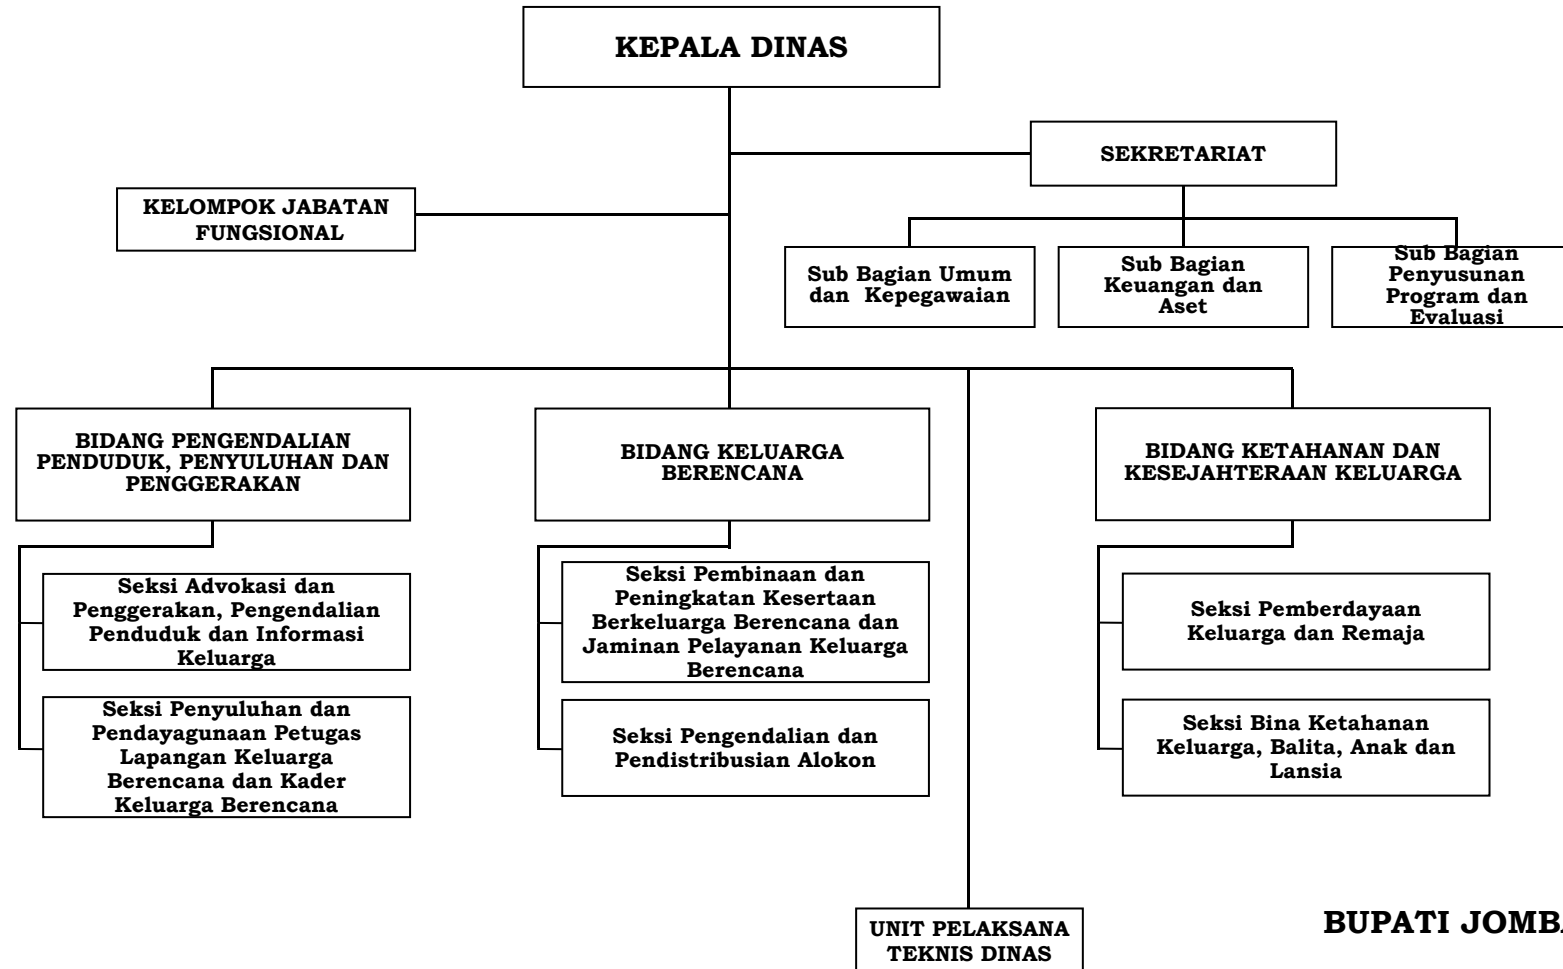 KEPALA DINAS
SEKRETARIAT
KELOMPOK JABATAN
FUNGSIONAL
Sub Bagian Umum
dan Kepegawaian
Sub Bagian
Keuangan dan
Aset
Sub Bagian
Penyusunan
Program dan
Evaluasi
BIDANG PENGENDALIAN
PENDUDUK, PENYULUHAN DAN
PENGGERAKAN
BIDANG KELUARGA
BERENCANA
BIDANG KETAHANAN DAN
KESEJAHTERAAN KELUARGA
Seksi Advokasi dan
Penggerakan, Pengendalian
Penduduk dan Informasi
Keluarga
Seksi Pembinaan dan
Peningkatan Kesertaan
Berkeluarga Berencana dan
Jaminan Pelayanan Keluarga
Berencana
Seksi Pemberdayaan
Keluarga dan Remaja
Seksi Penyuluhan dan
Pendayagunaan Petugas
Lapangan Keluarga
Berencana dan Kader
Keluarga Berencana
Seksi Pengendalian dan
Pendistribusian Alokon
Seksi Bina Ketahanan
Keluarga, Balita, Anak dan
Lansia
UNIT PELAKSANA
TEKNIS DINAS
BUPATI